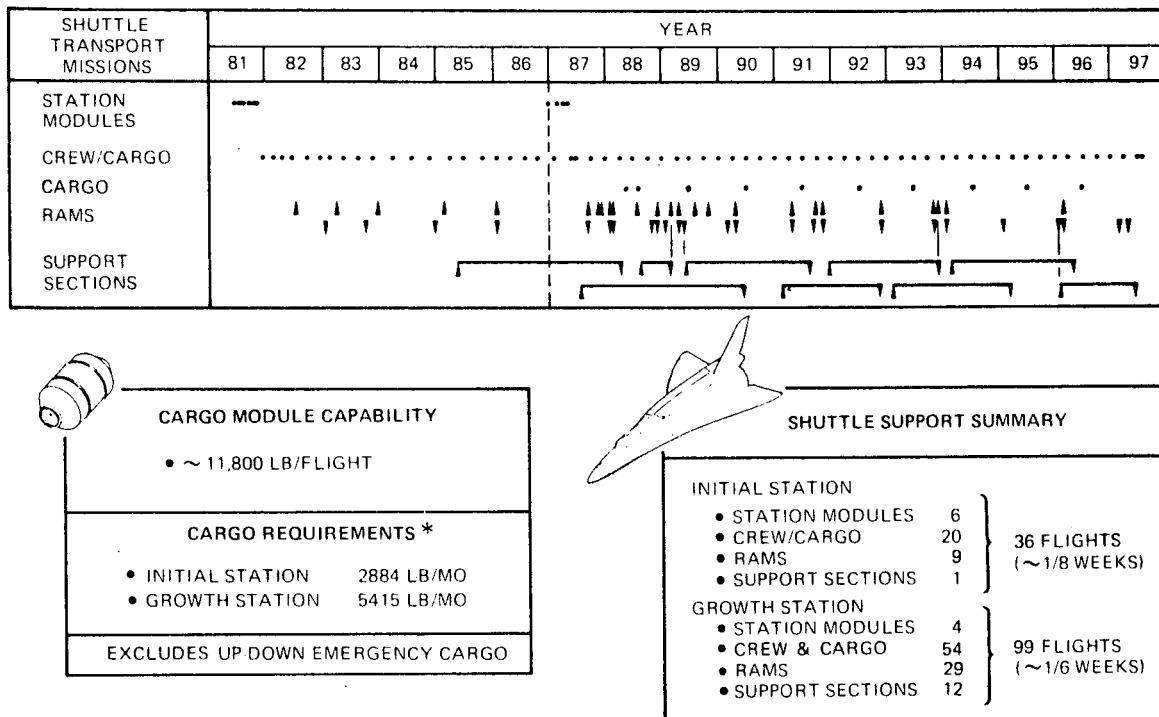 SHUTTLE
TRANSPORT
MISSIONS
YEAR
81 82 83 84 85 86 87 88 89 90 91 92 93 94 95 96 97
STATION
MODULES
CREW/CARGO
CARGO
RAMS
SUPPORT
SECTIONS
CARGO MODULE CAPABILITY
• ~ 11,800 LB/FLIGHT
CARGO REQUIREMENTS *
• INITIAL STATION 2884 LB/MO
• GROWTH STATION 5415 LB/MO
EXCLUDES UP-DOWN EMERGENCY CARGO
SHUTTLE SUPPORT SUMMARY
INITIAL STATION
• STATION MODULES 6
• CREW/CARGO 20
• RAMS 9
• SUPPORT SECTIONS 1
36 FLIGHTS
(~1/8 WEEKS)
GROWTH STATION
• STATION MODULES 4
• CREW & CARGO 54
• RAMS 29
• SUPPORT SECTIONS 12
99 FLIGHTS
(~1/6 WEEKS)